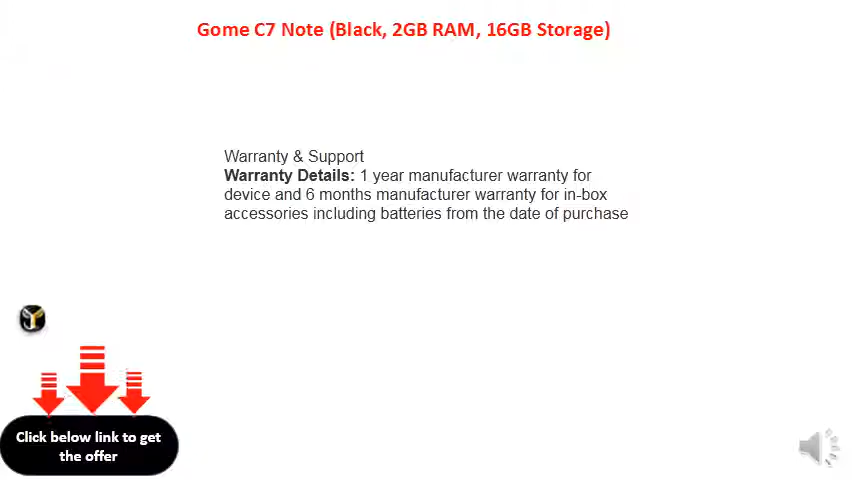 Gome C7 Note (Black, 2GB RAM, 16GB Storage)
Warranty & Support
Warranty Details: 1 year manufacturer warranty for
device and 6 months manufacturer warranty for in-box
accessories including batteries from the date of purchase
Click below link to get
the offer